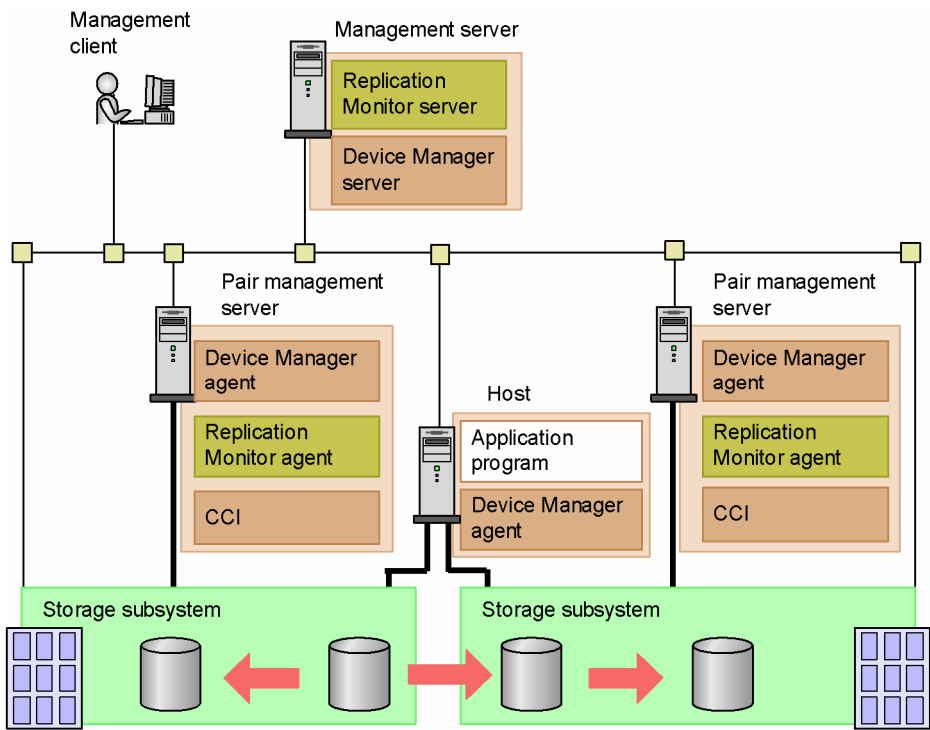 Management
client
Management server
Replication
Monitor server
Device Manager
server
Pair management
server
Device Manager
agent
Replication
Monitor agent
CCI
Host
Application
program
Device Manager
agent
Pair management
server
Device Manager
agent
Replication
Monitor agent
CCI
Storage subsystem
Storage subsystem